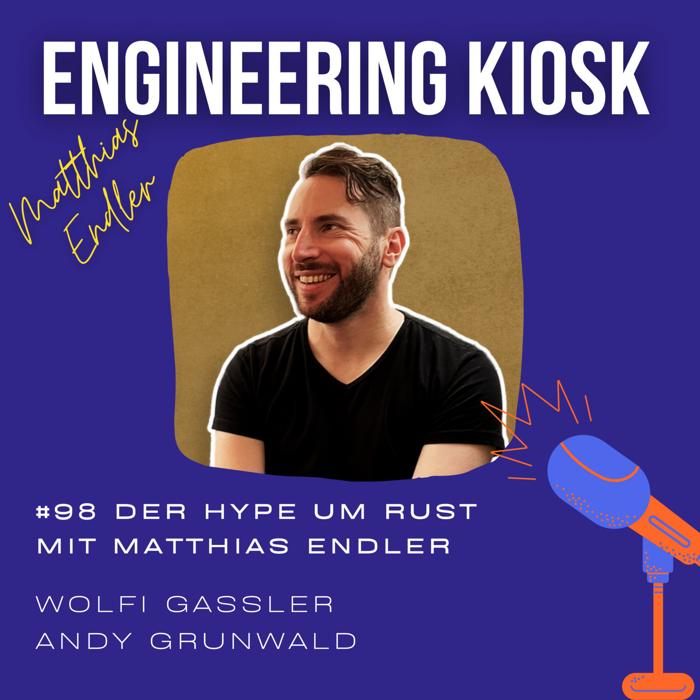 ENGINEERING KIOSK
Matthias
Endler
#98 DER HYPE UM RUST
MIT MATTHIAS ENDLER
WOLFI GASSLER
ANDY GRUNWALD